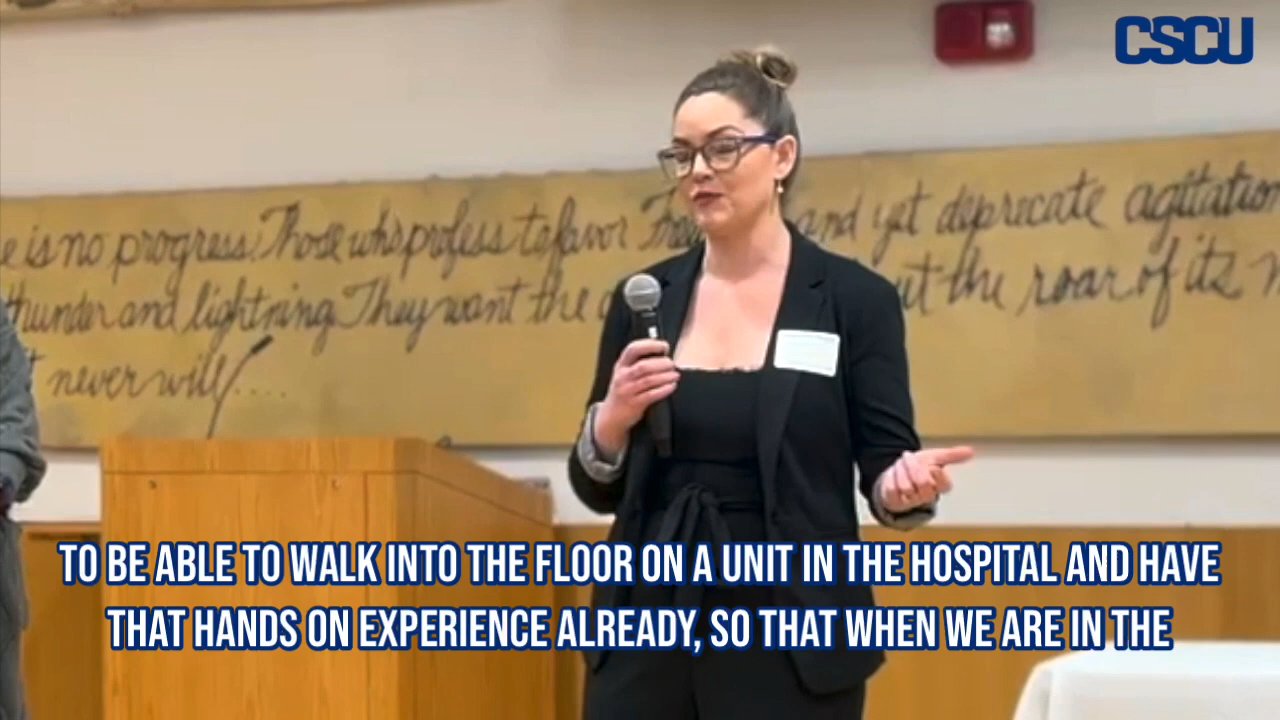 CSCU
e is no progress. Those who profess to favor Free and yet deprecate agitation
thunder and lightning They want the ut the roar of its
never will ....
TO BE ABLE TO WALK INTO THE FLOOR ON A UNIT IN THE HOSPITAL AND HAVE
THAT HANDS ON EXPERIENCE ALREADY, SO THAT WHEN WE ARE IN THE